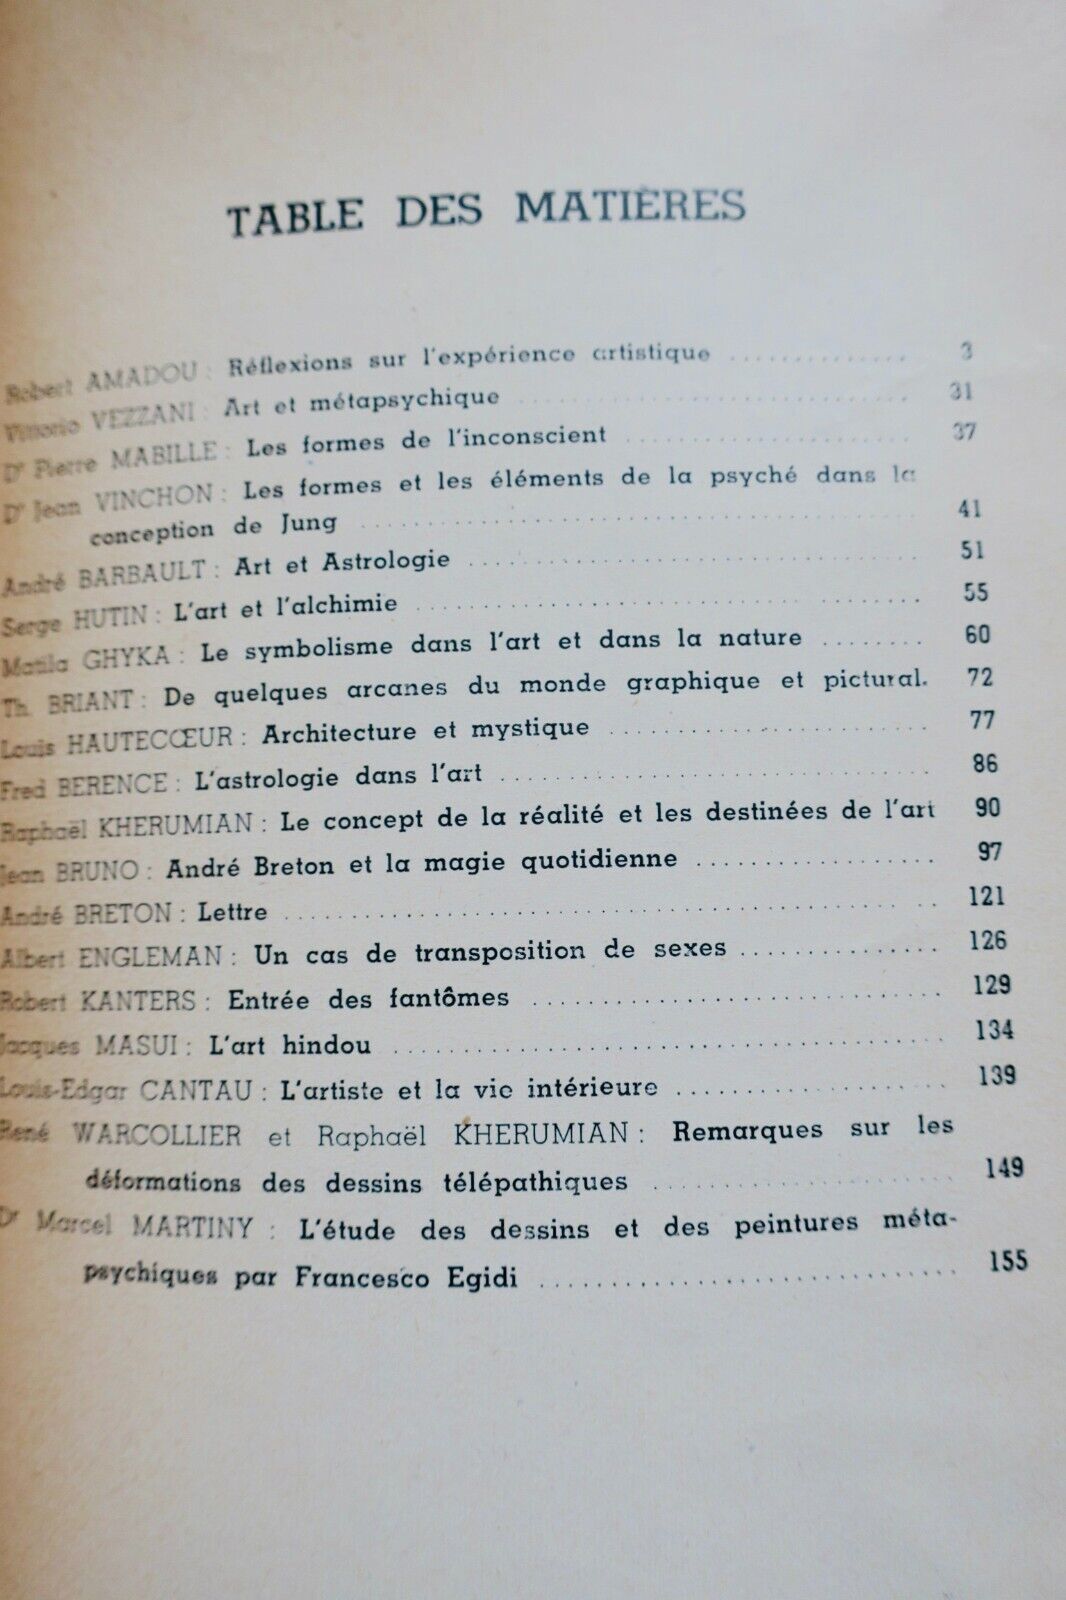 TABLE DES MATIÈRES
Robert AMADOU : Réflexions sur l'expérience artistique 3
Vittorio VEZZANI : Art et métapsychique 31
Dr Pierre MABILLE : Les formes de l'inconscient 37
Dr Jean VINCHON : Les formes et les éléments de la psyché dans la
conception de Jung 41
André BARBAULT : Art et Astrologie 51
Serge HUTIN : L'art et l'alchimie 55
Matila GHYKA : Le symbolisme dans l'art et dans la nature 60
Th. BRIANT : De quelques arcanes du monde graphique et pictural. 72
Louis HAUTECŒUR : Architecture et mystique 77
Fred BERENCE : L'astrologie dans l'art 86
Raphaël KHERUMIAN : Le concept de la réalité et les destinées de l'art 90
Jean BRUNO : André Breton et la magie quotidienne 97
André BRETON : Lettre 121
Albert ENGLEMAN : Un cas de transposition de sexes 126
Robert KANTERS : Entrée des fantômes 129
Jacques MASUI : L'art hindou 134
Louis-Edgar CANTAU : L'artiste et la vie intérieure 139
René WARCOLLIER et Raphaël KHERUMIAN : Remarques sur les
déformations des dessins télépathiques 149
Dr Marcel MARTINY : L'étude des dessins et des peintures méta-
psychiques par Francesco Egidi 155